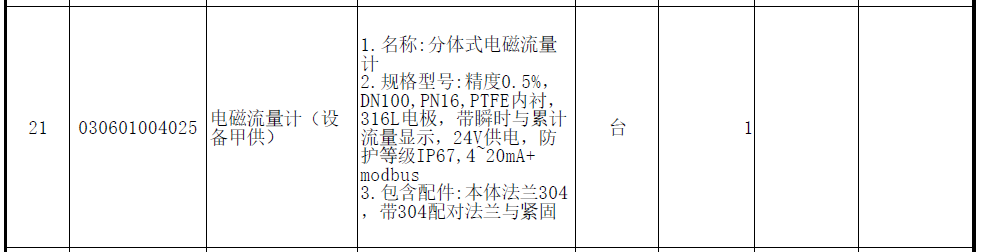 21
030601004025
电磁流量计（设
备甲供）
1.名称:分体式电磁流量
计
2.规格型号:精度0.5%,
DN100,PN16,PTFE内衬,
316L电极，带瞬时与累计
流量显示，24V供电，防
护等级IP67,4~20mA+
modbus
3.包含配件:本体法兰304
，带304配对法兰与紧固
台
1